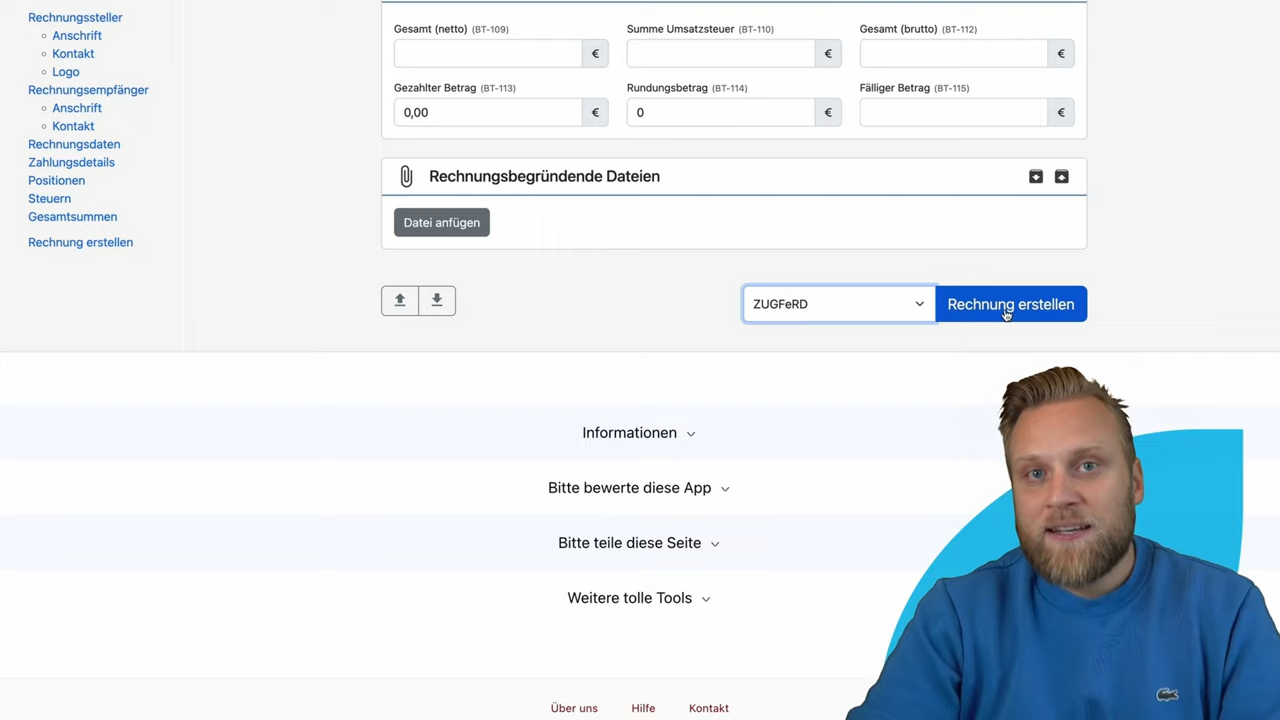 Rechnungssteller
Anschrift
Kontakt
Logo
Rechnungsempfänger
Anschrift
Kontakt
Rechnungsdaten
Zahlungsdetails
Positionen
Steuern
Gesamtsummen
Rechnung erstellen
Gesamt (netto) (BT-109)
Summe Umsatzsteuer (BT-110)
Gesamt (brutto) (BT-112)
€
€
€
Gezahlter Betrag (BT-113)
Rundungsbetrag (BT-114)
Fälliger Betrag (BT-115)
0,00 €
0 €
€
Rechnungsbegründende Dateien
Datei anfügen
ZUGFeRD
Rechnung erstellen
Informationen
Bitte bewerte diese App
Bitte teile diese Seite
Weitere tolle Tools
Über uns Hilfe Kontakt